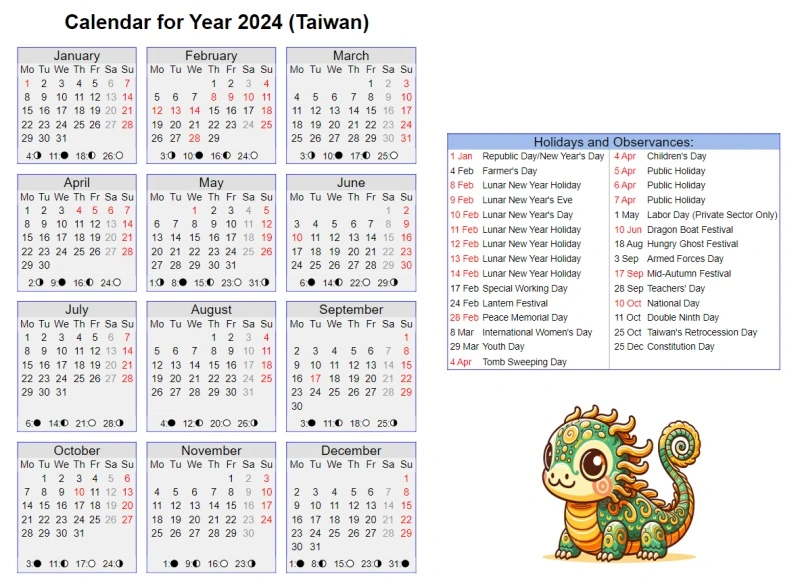 Calendar for Year 2024 (Taiwan)
January
Mo Tu We Th Fr Sa Su
1 2 3 4 5 6 7
8 9 10 11 12 13 14
15 16 17 18 19 20 21
22 23 24 25 26 27 28
29 30 31
4:◑ 11:● 18:◐ 26:○
February
Mo Tu We Th Fr Sa Su
1 2 3 4
5 6 7 8 9 10 11
12 13 14 15 16 17 18
19 20 21 22 23 24 25
26 27 28 29
3:◑ 10:● 16:◐ 24:○
March
Mo Tu We Th Fr Sa Su
1 2 3
4 5 6 7 8 9 10
11 12 13 14 15 16 17
18 19 20 21 22 23 24
25 26 27 28 29 30 31
3:◑ 10:● 17:◐ 25:○
April
Mo Tu We Th Fr Sa Su
1 2 3 4 5 6 7
8 9 10 11 12 13 14
15 16 17 18 19 20 21
22 23 24 25 26 27 28
29 30
2:◑ 9:● 16:◐ 24:○
May
Mo Tu We Th Fr Sa Su
1 2 3 4 5
6 7 8 9 10 11 12
13 14 15 16 17 18 19
20 21 22 23 24 25 26
27 28 29 30 31
1:◑ 8:● 15:◐ 23:○ 31:◑
June
Mo Tu We Th Fr Sa Su
1 2
3 4 5 6 7 8 9
10 11 12 13 14 15 16
17 18 19 20 21 22 23
24 25 26 27 28 29 30
6:● 14:◐ 22:○ 29:◑
July
Mo Tu We Th Fr Sa Su
1 2 3 4 5 6 7
8 9 10 11 12 13 14
15 16 17 18 19 20 21
22 23 24 25 26 27 28
29 30 31
6:● 14:◐ 21:○ 28:◑
August
Mo Tu We Th Fr Sa Su
1 2 3 4
5 6 7 8 9 10 11
12 13 14 15 16 17 18
19 20 21 22 23 24 25
26 27 28 29 30 31
4:● 12:◐ 20:○ 26:◑
September
Mo Tu We Th Fr Sa Su
1
2 3 4 5 6 7 8
9 10 11 12 13 14 15
16 17 18 19 20 21 22
23 24 25 26 27 28 29
30
3:● 11:◐ 18:○ 25:◑
October
Mo Tu We Th Fr Sa Su
1 2 3 4 5 6
7 8 9 10 11 12 13
14 15 16 17 18 19 20
21 22 23 24 25 26 27
28 29 30 31
3:● 11:◐ 17:○ 24:◑
November
Mo Tu We Th Fr Sa Su
1 2 3
4 5 6 7 8 9 10
11 12 13 14 15 16 17
18 19 20 21 22 23 24
25 26 27 28 29 30
1:● 9:◐ 16:○ 23:◑
December
Mo Tu We Th Fr Sa Su
1
2 3 4 5 6 7 8
9 10 11 12 13 14 15
16 17 18 19 20 21 22
23 24 25 26 27 28 29
30 31
1:● 8:◐ 15:○ 23:◑ 31:●
Holidays and Observances:
1 Jan Republic Day/New Year's Day
4 Feb Farmer's Day
8 Feb Lunar New Year Holiday
9 Feb Lunar New Year's Eve
10 Feb Lunar New Year's Day
11 Feb Lunar New Year Holiday
12 Feb Lunar New Year Holiday
13 Feb Lunar New Year Holiday
14 Feb Lunar New Year Holiday
17 Feb Special Working Day
24 Feb Lantern Festival
28 Feb Peace Memorial Day
8 Mar International Women's Day
29 Mar Youth Day
4 Apr Tomb Sweeping Day
4 Apr Children's Day
5 Apr Public Holiday
6 Apr Public Holiday
7 Apr Public Holiday
1 May Labor Day (Private Sector Only)
10 Jun Dragon Boat Festival
18 Aug Hungry Ghost Festival
3 Sep Armed Forces Day
17 Sep Mid-Autumn Festival
28 Sep Teachers' Day
10 Oct National Day
11 Oct Double Ninth Day
25 Oct Taiwan's Retrocession Day
25 Dec Constitution Day